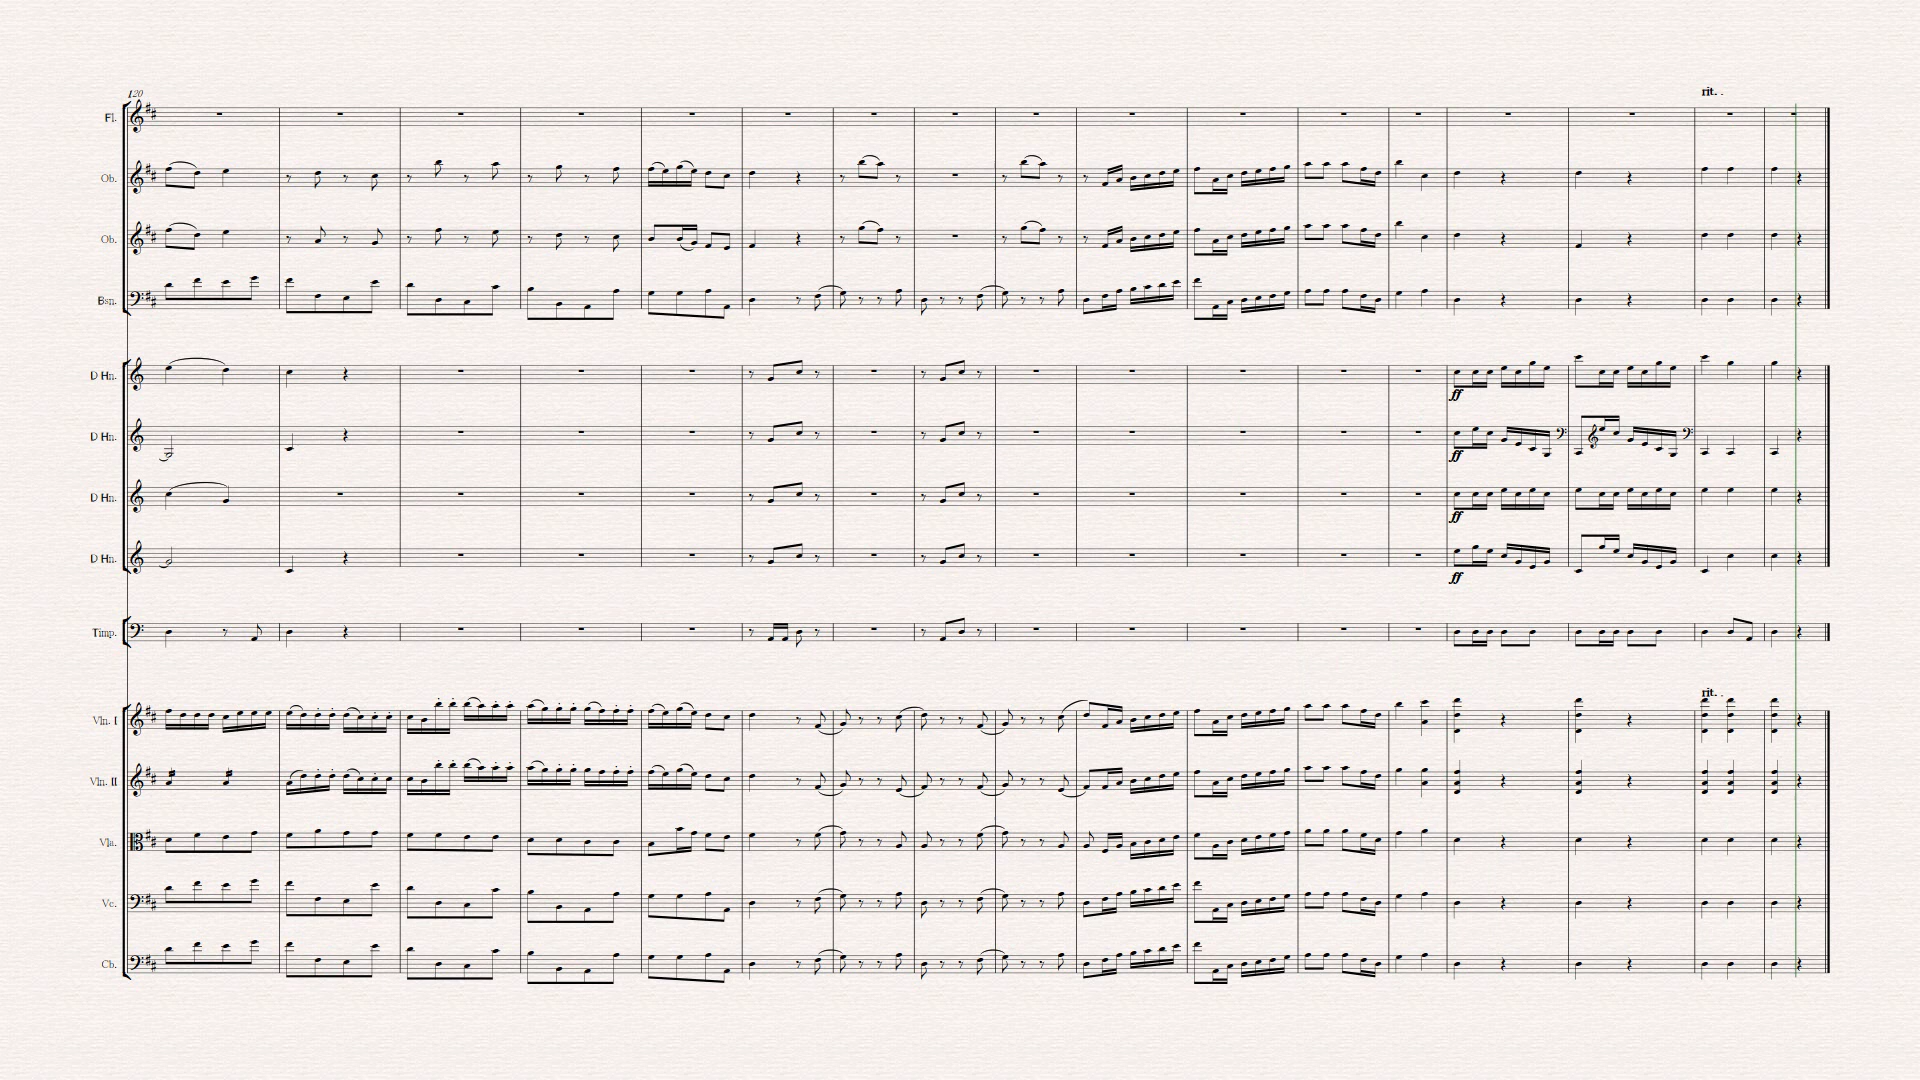 120
rit. .
Fl.
Ob.
Ob.
Bsn.
D Hn.
ff
D Hn.
ff
D Hn.
ff
D Hn.
ff
Timp.
rit. .
Vln. I
Vln. II
Vla.
Vc.
Cb.